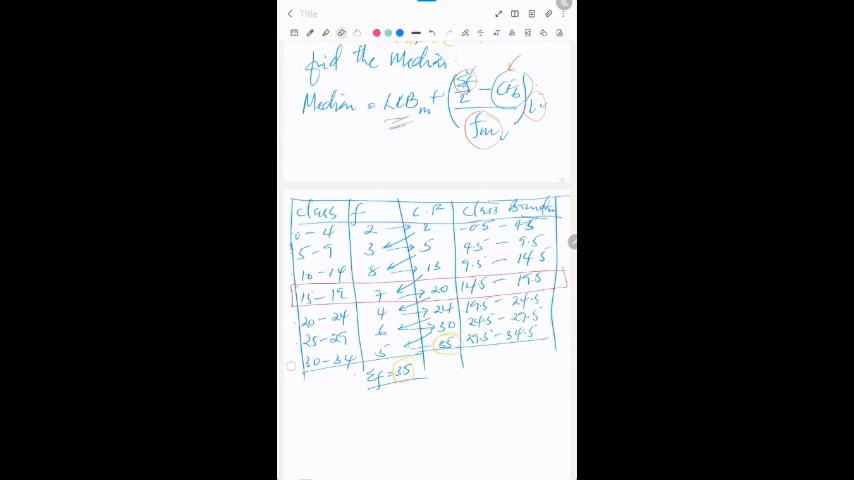 Title
find the Median.
Median = LCB m + ( Σf/2 − CFb / fm ) i
Class f C.F Class Boundary
0 - 4 2 2 -0.5 - 4.5
5 - 9 3 5 4.5 - 9.5
10 - 14 8 13 9.5 - 14.5
15 - 19 7 20 14.5 - 19.5
20 - 24 4 24 19.5 - 24.5
25 - 29 6 30 24.5 - 29.5
30 - 34 5 35 29.5 - 34.5
Σf = 35